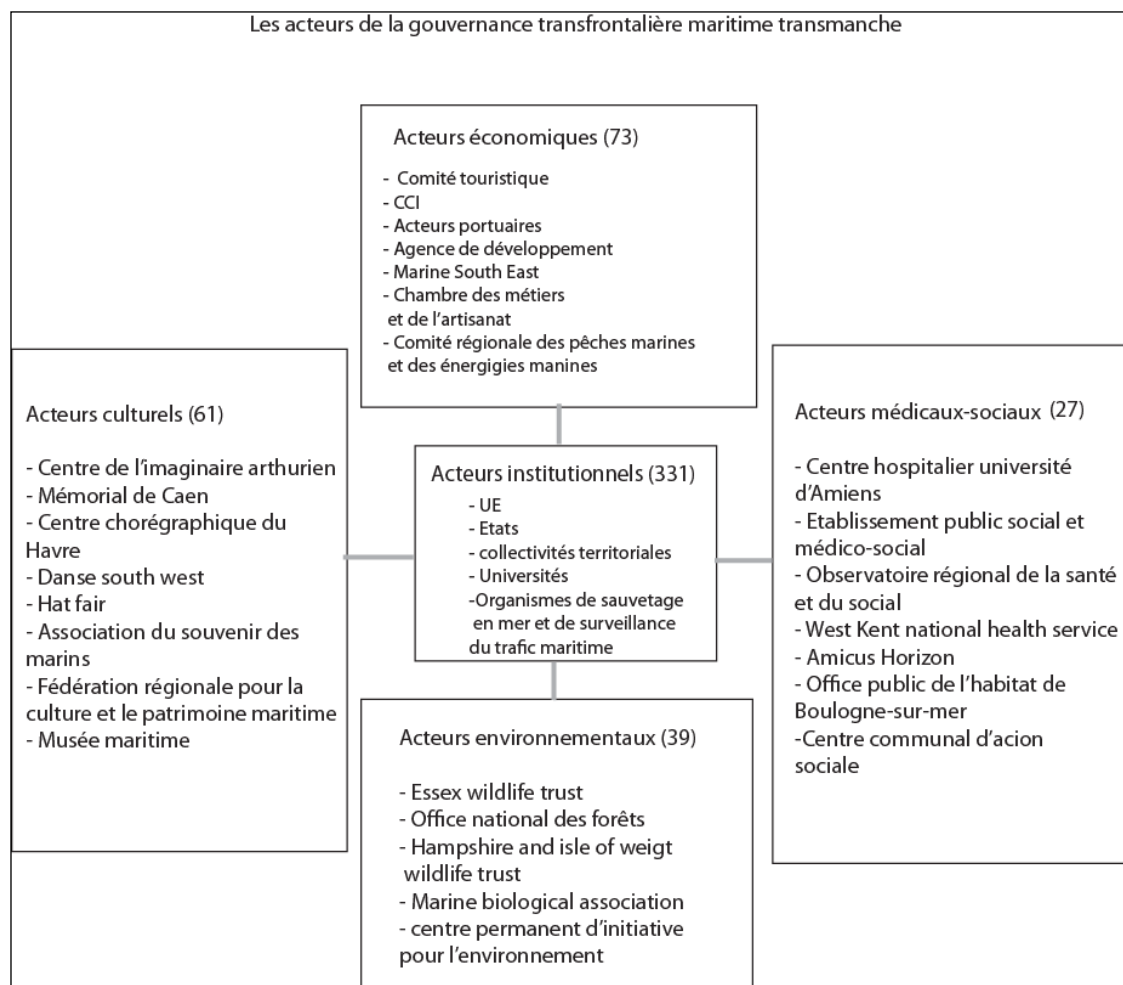 Les acteurs de la gouvernance transfrontalière maritime transmanche
Acteurs économiques (73)
- Comité touristique
- CCI
- Acteurs portuaires
- Agence de développement
- Marine South East
- Chambre des métiers
et de l'artisanat
- Comité régionale des pêches marines
et des énergigies manines
Acteurs culturels (61)
- Centre de l'imaginaire arthurien
- Mémorial de Caen
- Centre chorégraphique du
Havre
- Danse south west
- Hat fair
- Association du souvenir des
marins
- Fédération régionale pour la
culture et le patrimoine maritime
- Musée maritime
Acteurs institutionnels (331)
- UE
- Etats
- collectivités territoriales
- Universités
-Organismes de sauvetage
en mer et de surveillance
du trafic maritime
Acteurs médicaux-sociaux (27)
- Centre hospitalier université
d'Amiens
- Etablissement public social et
médico-social
- Observatoire régional de la santé
et du social
- West Kent national health service
- Amicus Horizon
- Office public de l'habitat de
Boulogne-sur-mer
-Centre communal d'acion
sociale
Acteurs environnementaux (39)
- Essex wildlife trust
- Office national des forêts
- Hampshire and isle of weigt
wildlife trust
- Marine biological association
- centre permanent d'initiative
pour l'environnement